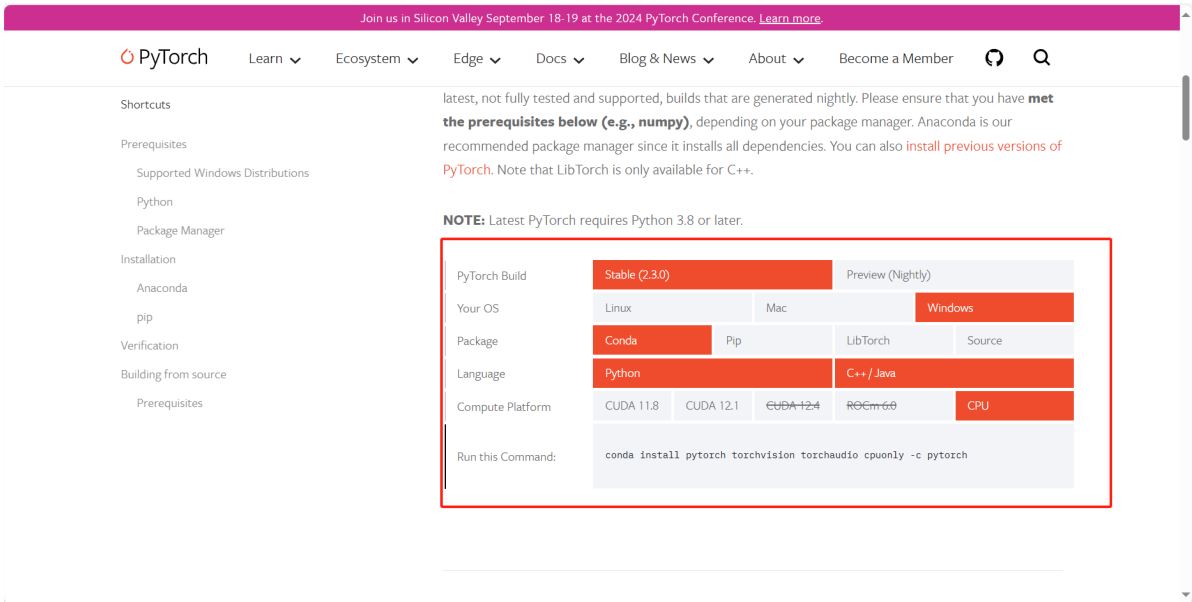 Join us in Silicon Valley September 18-19 at the 2024 PyTorch Conference. Learn more.
PyTorch
Learn
Ecosystem
Edge
Docs
Blog & News
About
Become a Member
Shortcuts
Prerequisites
Supported Windows Distributions
Python
Package Manager
Installation
Anaconda
pip
Verification
Building from source
Prerequisites
latest, not fully tested and supported, builds that are generated nightly. Please ensure that you have met
the prerequisites below (e.g., numpy), depending on your package manager. Anaconda is our
recommended package manager since it installs all dependencies. You can also install previous versions of
PyTorch. Note that LibTorch is only available for C++.
NOTE: Latest PyTorch requires Python 3.8 or later.
PyTorch Build Stable (2.3.0) Preview (Nightly)
Your OS Linux Mac Windows
Package Conda Pip LibTorch Source
Language Python C++ / Java
Compute Platform CUDA 11.8 CUDA 12.1 CUDA 12.4 ROCm 6.0 CPU
Run this Command: conda install pytorch torchvision torchaudio cpuonly -c pytorch